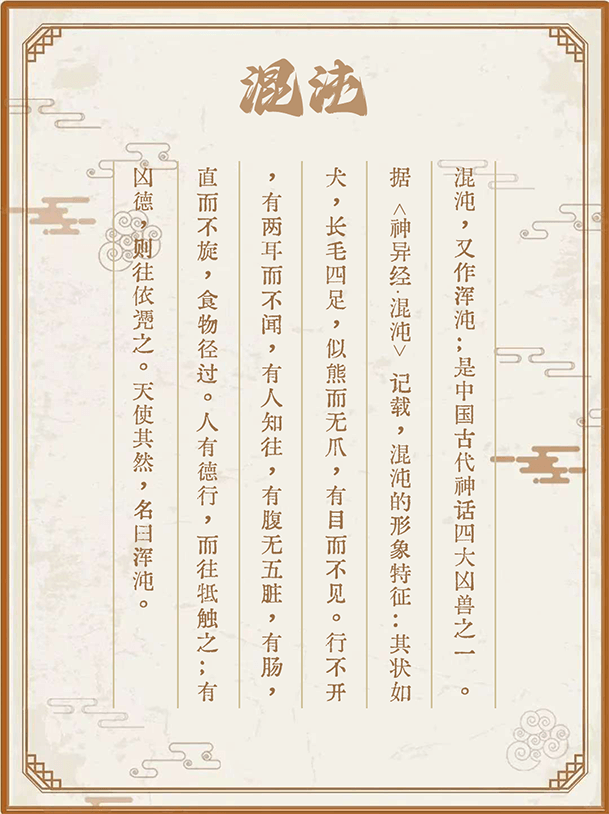 混沌
混沌，又作浑沌；是中国古代神话四大凶兽之一。
据<神异经·混沌>记载，混沌的形象特征：其状如
犬，长毛四足，似熊而无爪，有目而不见。行不开
，有两耳而不闻，有人知往，有腹无五脏，有肠，
直而不旋，食物径过。人有德行，而往牴触之；有
凶德，则往依凭之。天使其然，名曰浑沌。